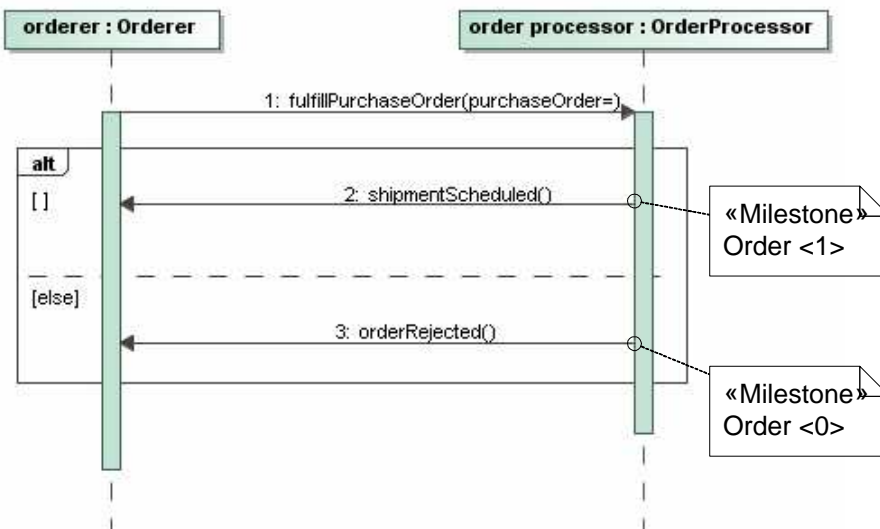 orderer : Orderer
order processor : OrderProcessor
1: fulfillPurchaseOrder(purchaseOrder=)
alt
[ ]
2: shipmentScheduled()
«Milestone»
Order <1>
[else]
3: orderRejected()
«Milestone»
Order <0>